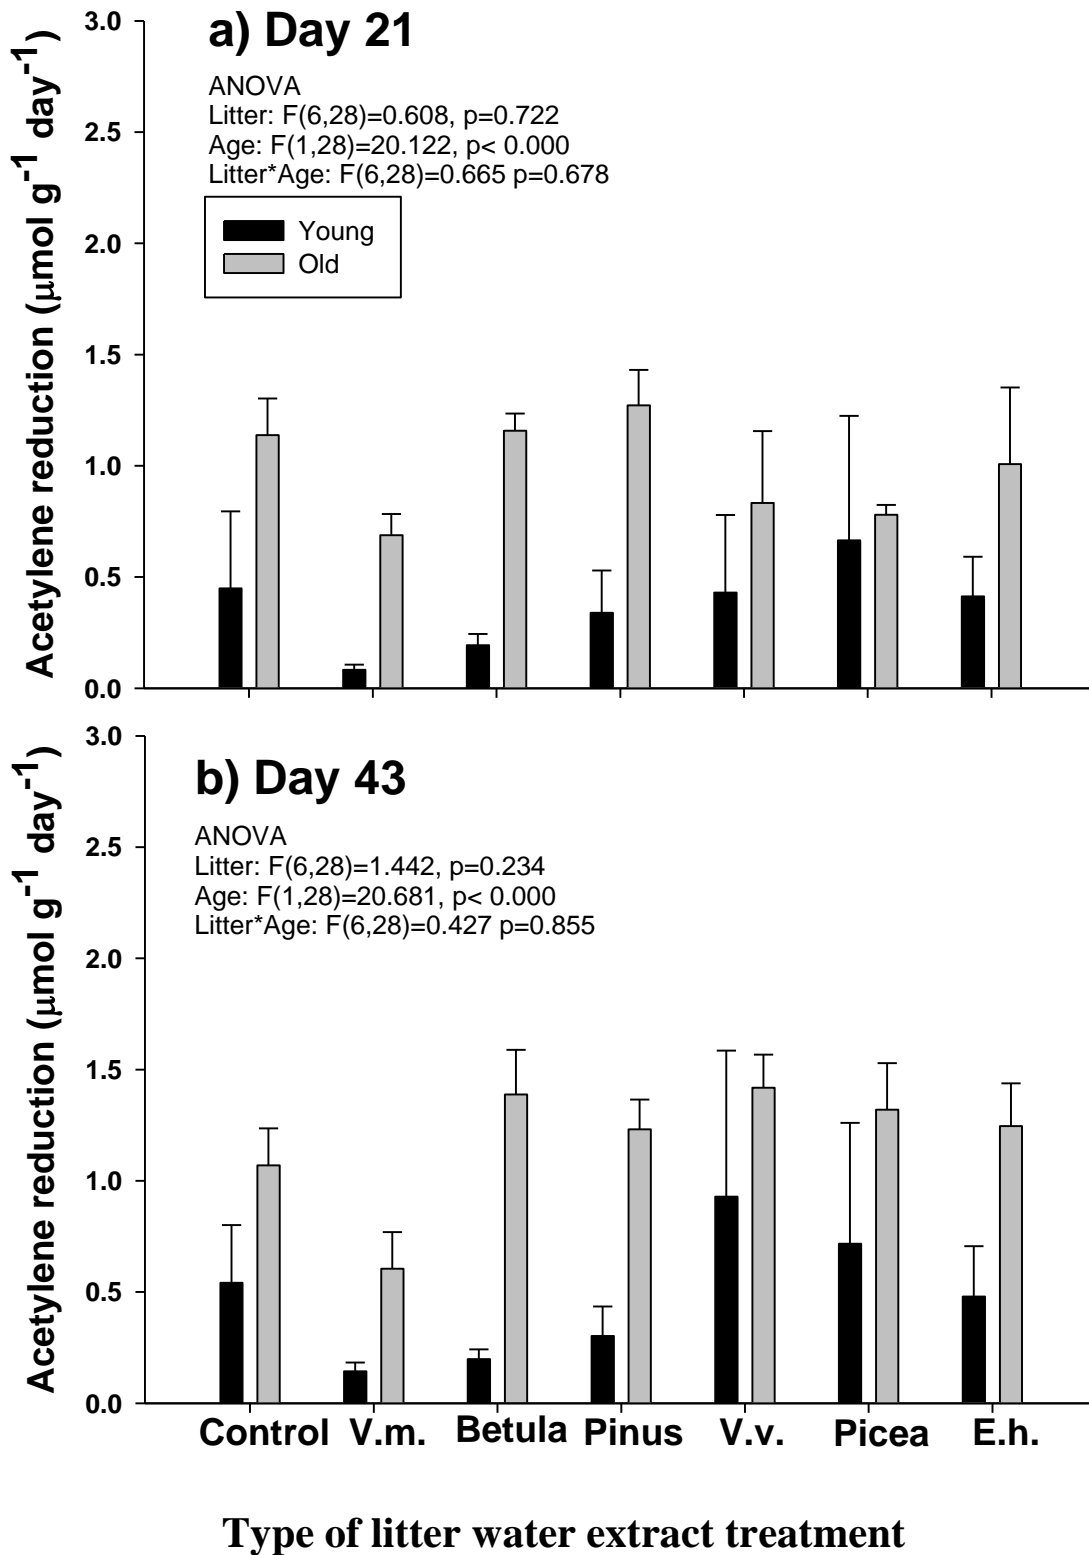 a) Day 21
ANOVA
Litter: F(6,28)=0.608, p=0.722
Age: F(1,28)=20.122, p< 0.000
Litter*Age: F(6,28)=0.665 p=0.678
Young
Old
Acetylene reduction (μmol g⁻¹ day⁻¹)
3.0
2.5
2.0
1.5
1.0
0.5
0.0
b) Day 43
ANOVA
Litter: F(6,28)=1.442, p=0.234
Age: F(1,28)=20.681, p< 0.000
Litter*Age: F(6,28)=0.427 p=0.855
Acetylene reduction (μmol g⁻¹ day⁻¹)
3.0
2.5
2.0
1.5
1.0
0.5
0.0
Control V.m. Betula Pinus V.v. Picea E.h.
Type of litter water extract treatment